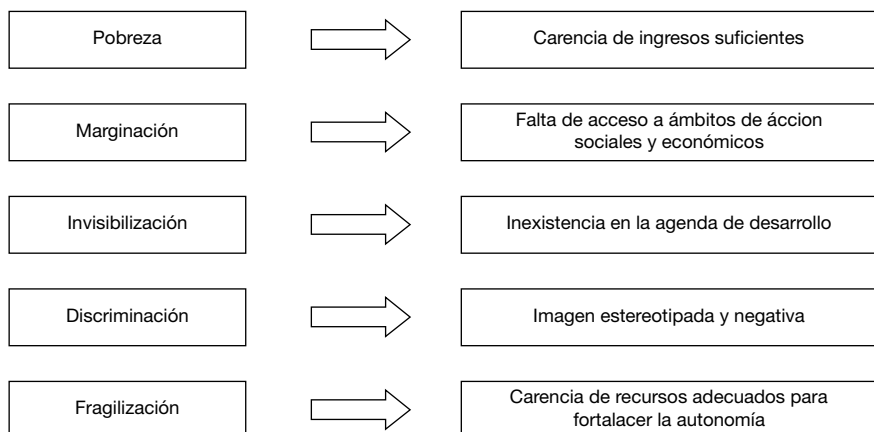 Pobreza
Carencia de ingresos suficientes
Marginación
Falta de acceso a ámbitos de áccion
sociales y económicos
Invisibilización
Inexistencia en la agenda de desarrollo
Discriminación
Imagen estereotipada y negativa
Fragilización
Carencia de recursos adecuados para
fortalacer la autonomía